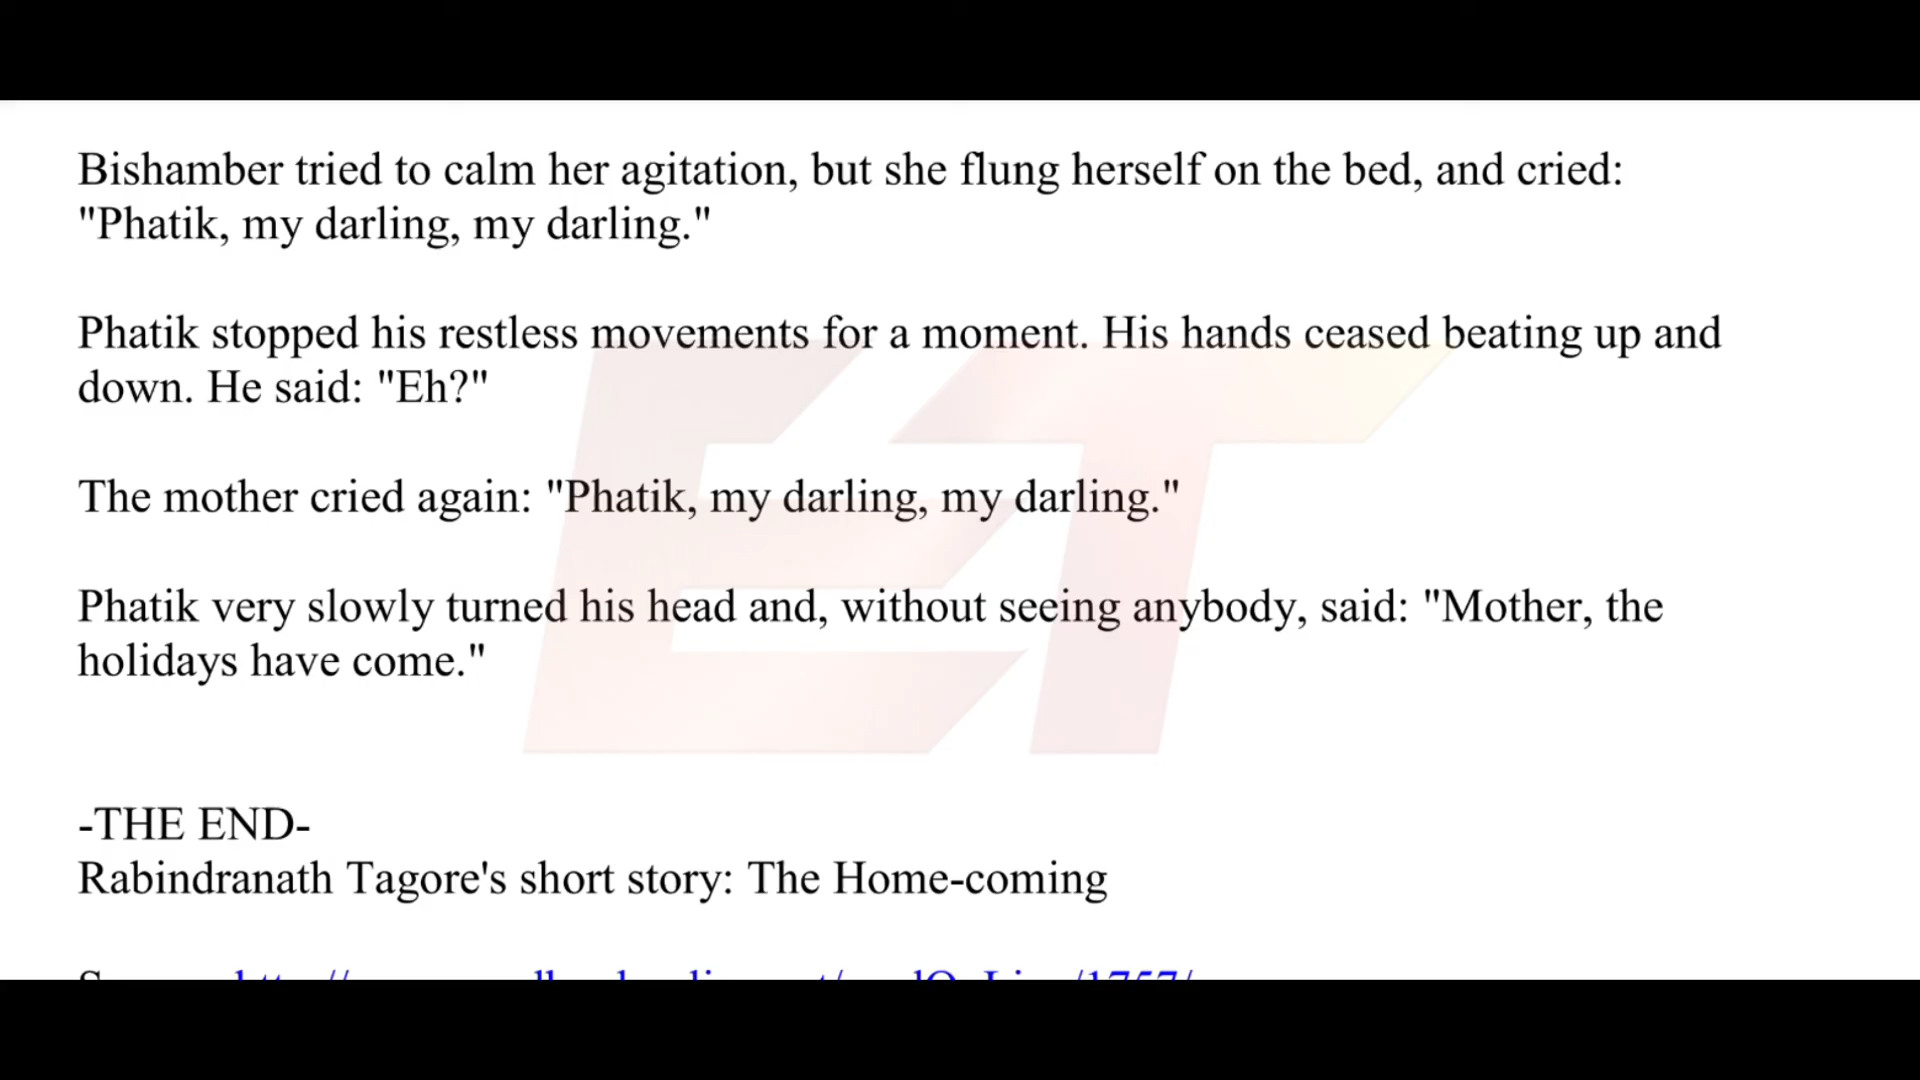 Bishamber tried to calm her agitation, but she flung herself on the bed, and cried:
"Phatik, my darling, my darling."
Phatik stopped his restless movements for a moment. His hands ceased beating up and
down. He said: "Eh?"
The mother cried again: "Phatik, my darling, my darling."
Phatik very slowly turned his head and, without seeing anybody, said: "Mother, the
holidays have come."
-THE END-
Rabindranath Tagore's short story: The Home-coming
ET